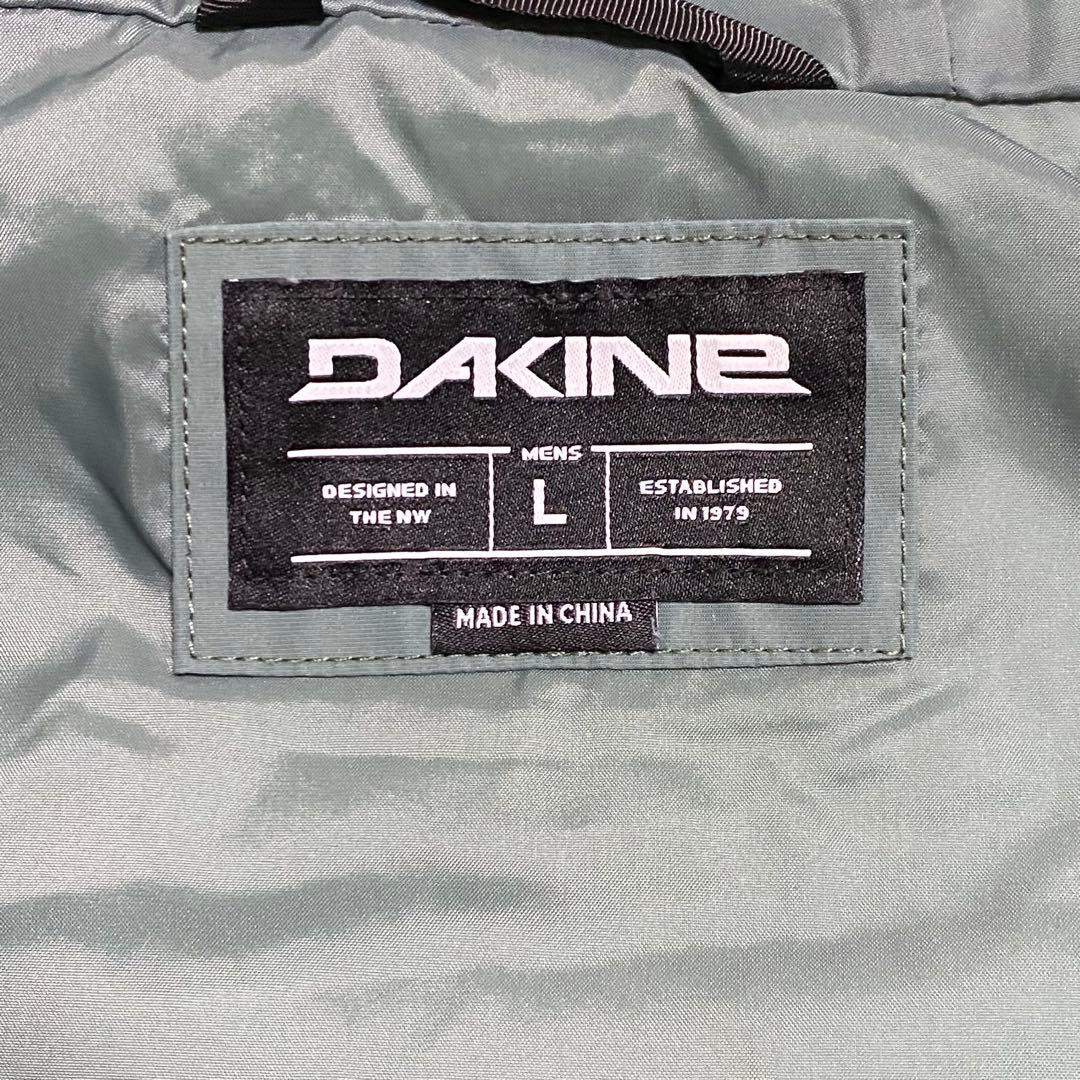 DAKINE
MENS
DESIGNED IN
THE NW
L
ESTABLISHED
IN 1979
MADE IN CHINA